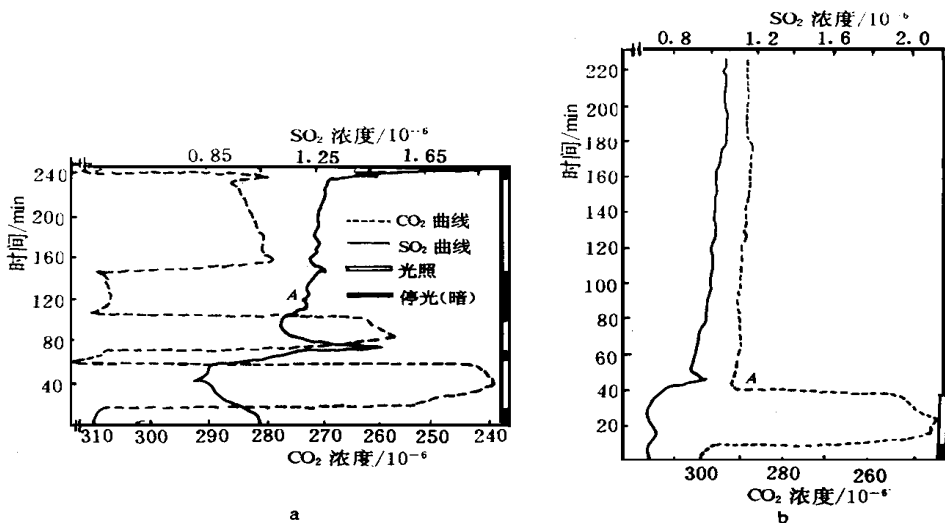 SO₂ 浓度/10⁻⁶
0.85 1.25 1.65
时间/min
240
200
160
120
80
40
A
CO₂ 曲线
SO₂ 曲线
光照
停光(暗)
310 300 290 280 270 260 250 240
CO₂ 浓度/10⁻⁶
a
SO₂ 浓度/10⁻⁶
0.8 1.2 1.6 2.0
时间/min
220
200
180
150
120
100
80
60
40
20
A
300 280 260
CO₂ 浓度/10⁻⁶
b